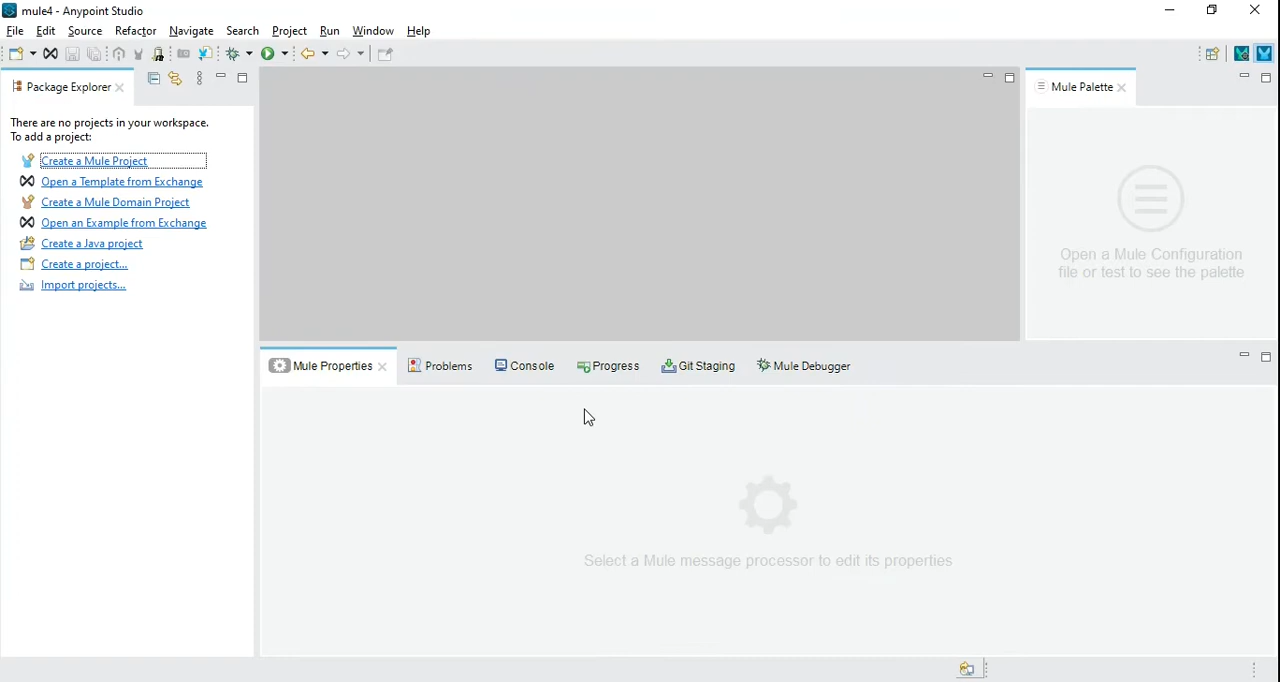 mule4 - Anypoint Studio
File Edit Source Refactor Navigate Search Project Run Window Help
Package Explorer
There are no projects in your workspace.
To add a project:
Create a Mule Project
Open a Template from Exchange
Create a Mule Domain Project
Open an Example from Exchange
Create a Java project
Create a project...
Import projects...
Mule Palette
Open a Mule Configuration
file or test to see the palette
Mule Properties Problems Console Progress Git Staging Mule Debugger
Select a Mule message processor to edit its properties